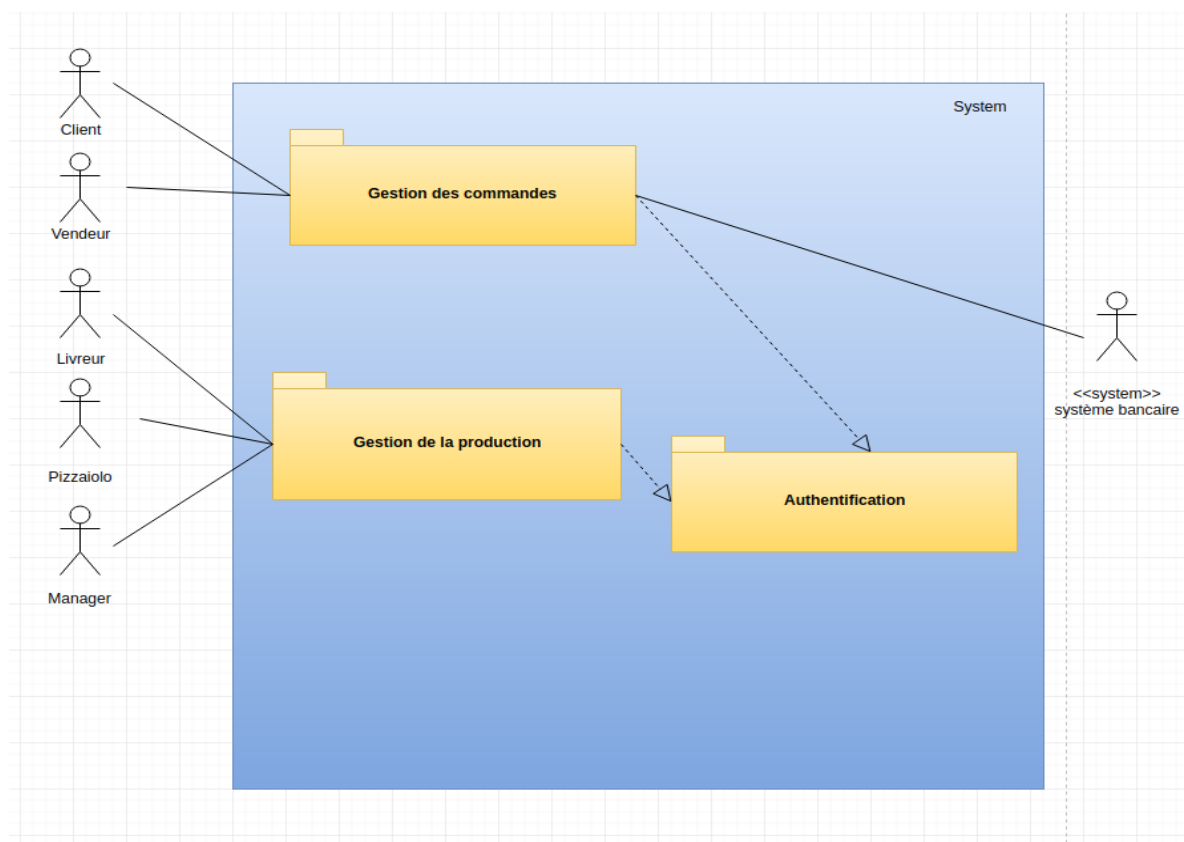 System
Client
Gestion des commandes
Vendeur
Livreur
<<system>>
système bancaire
Gestion de la production
Pizzaiolo
Authentification
Manager